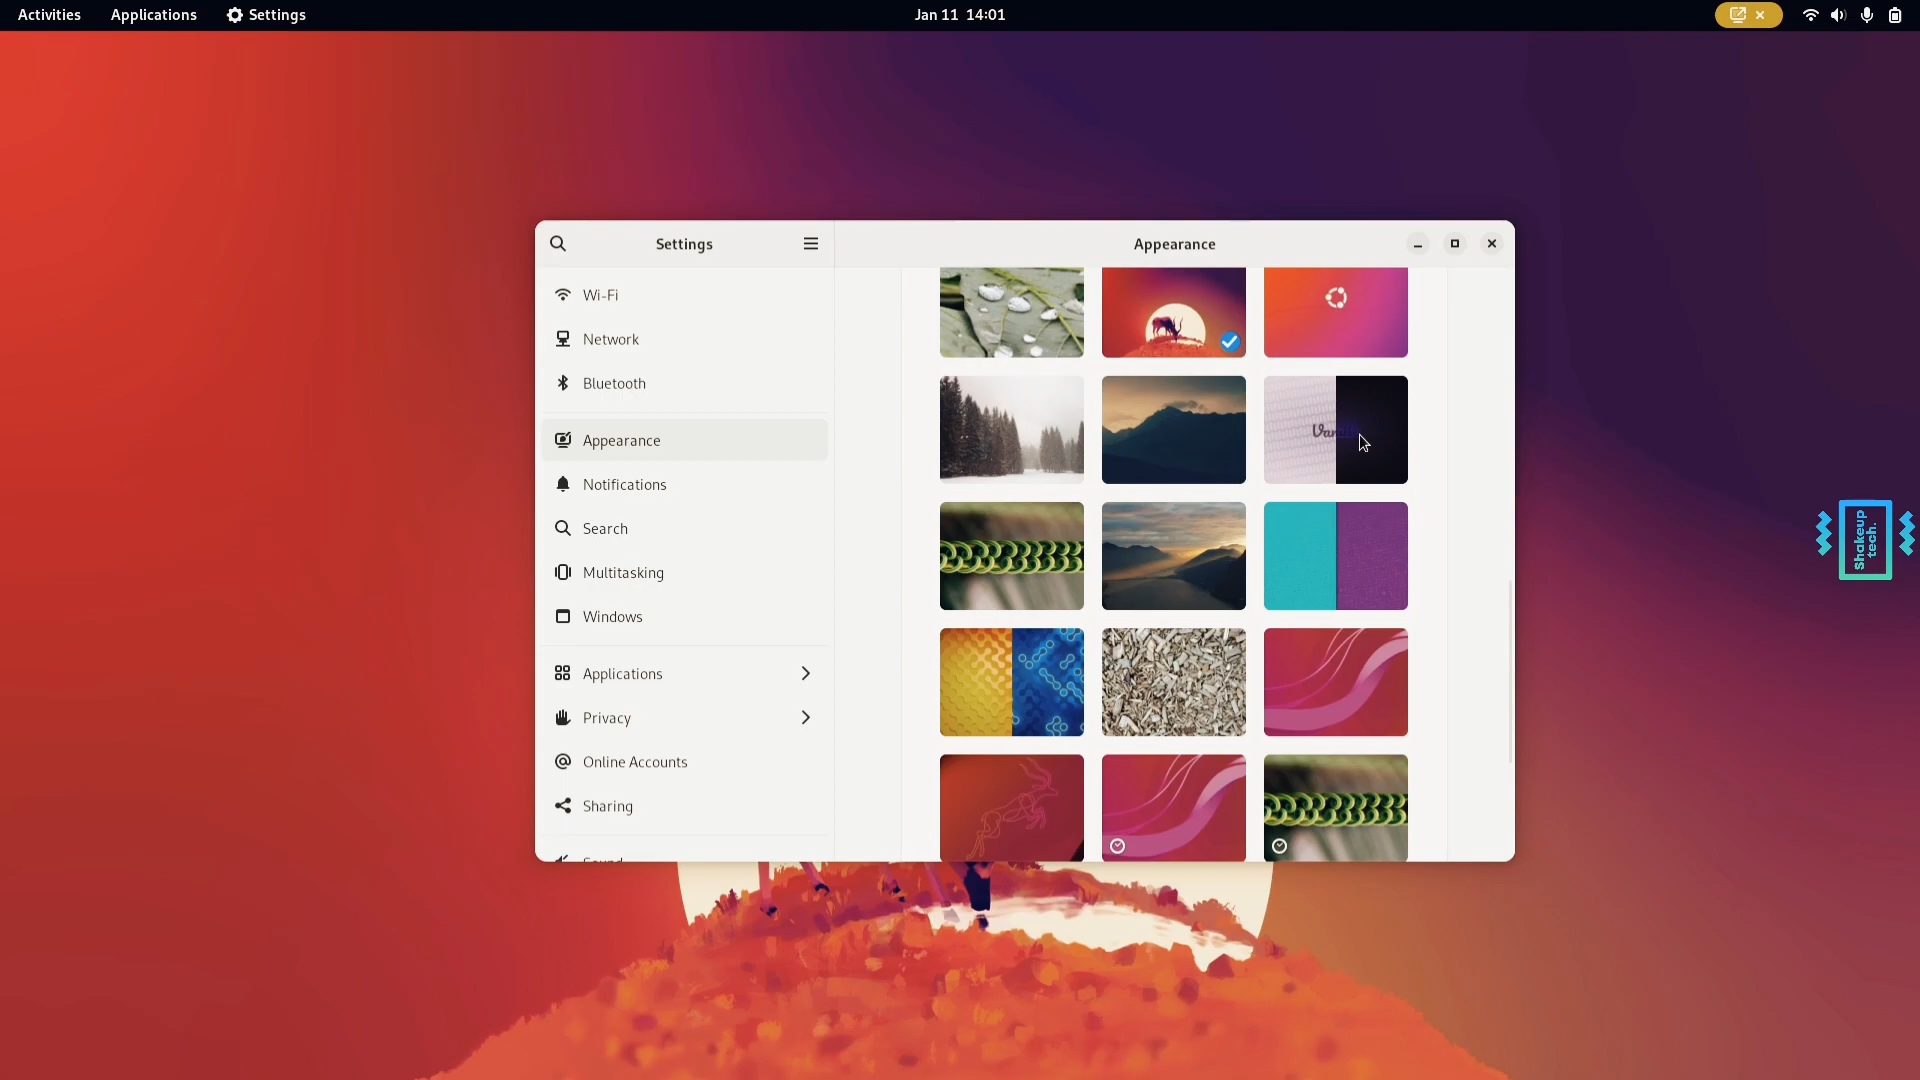 Activities Applications Settings Jan 11 14:01
Settings Appearance
Wi-Fi
Network
Bluetooth
Appearance
Notifications
Search
Multitasking
Windows
Applications
Privacy
Online Accounts
Sharing
Sound
Shakeup
tech.